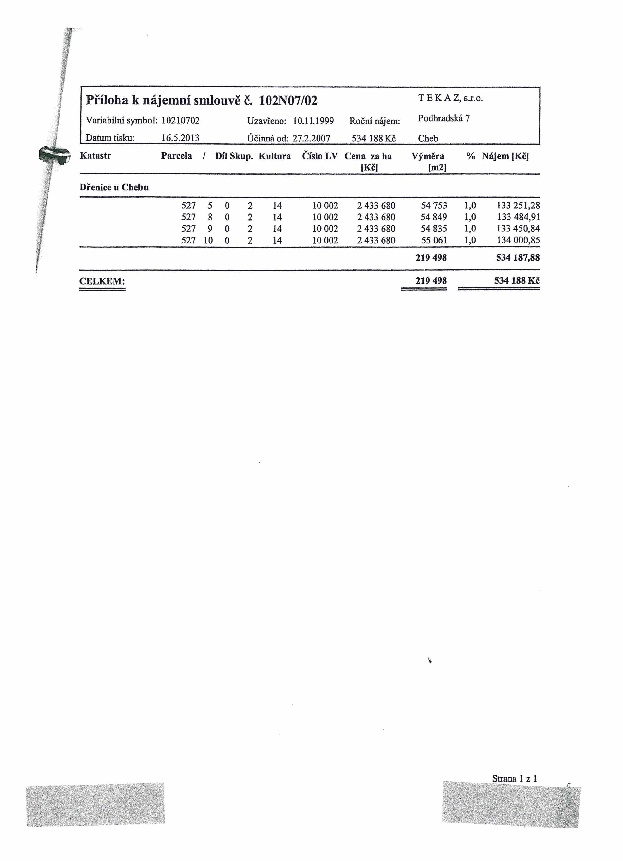 Příloha k nájemní smlouvě č. 102N07/02 T E K A Z, s.r.o.
Variabilní symbol: 10210702 Uzavřeno: 10.11.1999 Roční nájem: Podhradská 7
Datum tisku: 16.5.2013 Účinná od: 27.2.2007 534 188 Kč Cheb
Katastr Parcela / Díl Skup. Kultura Číslo LV Cena za ha Výměra % Nájem [Kč]
[Kč] [m2]
Dřenice u Chebu
527 5 0 2 14 10 002 2 433 680 54 753 1,0 133 251,28
527 8 0 2 14 10 002 2 433 680 54 849 1,0 133 484,91
527 9 0 2 14 10 002 2 433 680 54 835 1,0 133 450,84
527 10 0 2 14 10 002 2 433 680 55 061 1,0 134 000,85
219 498 534 187,88
CELKEM: 219 498 534 188 Kč
Strana 1 z 1